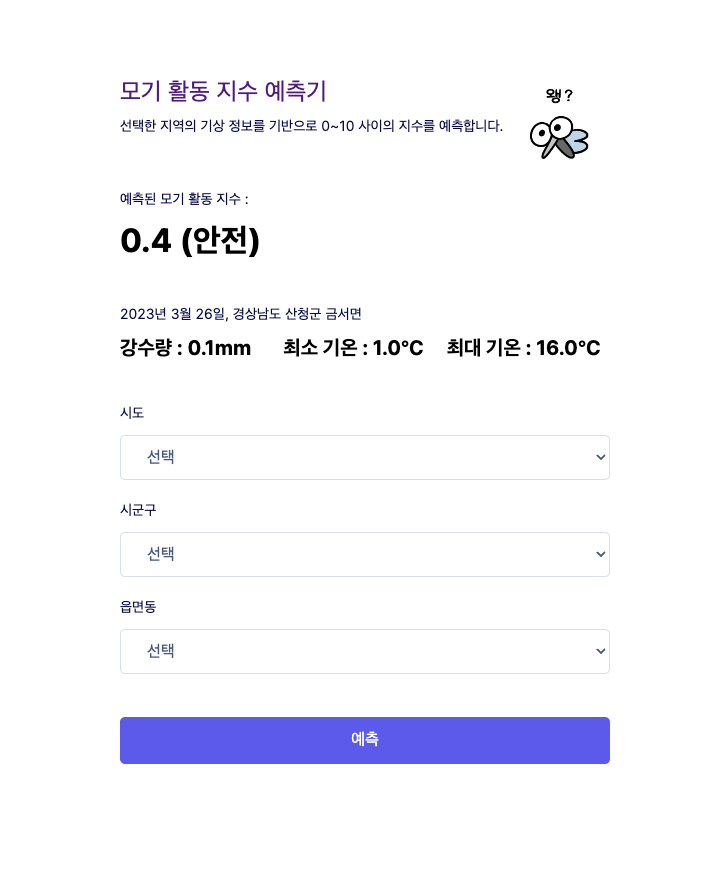 모기 활동 지수 예측기
왱?
선택한 지역의 기상 정보를 기반으로 0~10 사이의 지수를 예측합니다.
예측된 모기 활동 지수 :
0.4 (안전)
2023년 3월 26일, 경상남도 산청군 금서면
강수량 : 0.1mm 최소 기온 : 1.0°C 최대 기온 : 16.0°C
시도
선택
시군구
선택
읍면동
선택
예측